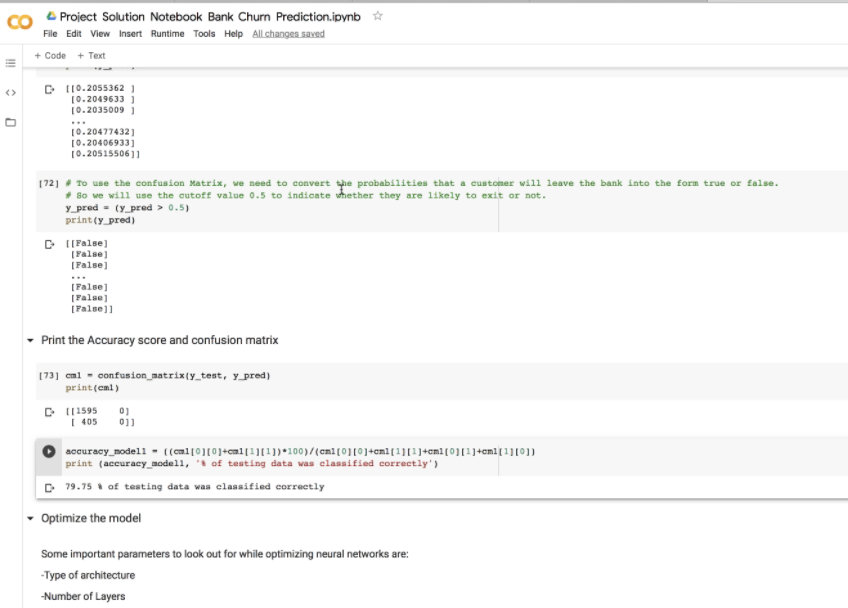 Project Solution Notebook Bank Churn Prediction.ipynb
File Edit View Insert Runtime Tools Help All changes saved
+ Code + Text
[[0.2055362 ]
[0.2049633 ]
[0.2035009 ]
...
[0.20477432]
[0.20406933]
[0.20515506]]
[72] # To use the confusion Matrix, we need to convert the probabilities that a customer will leave the bank into the form true or false.
# So we will use the cutoff value 0.5 to indicate whether they are likely to exit or not.
y_pred = (y_pred > 0.5)
print(y_pred)
[[False]
[False]
[False]
...
[False]
[False]
[False]]
Print the Accuracy score and confusion matrix
[73] cm1 = confusion_matrix(y_test, y_pred)
print(cm1)
[[1595 0]
[ 405 0]]
accuracy_model1 = ((cm1[0][0]+cm1[1][1])*100)/(cm1[0][0]+cm1[1][1]+cm1[0][1]+cm1[1][0])
print (accuracy_model1, '% of testing data was classified correctly')
79.75 % of testing data was classified correctly
Optimize the model
Some important parameters to look out for while optimizing neural networks are:
-Type of architecture
-Number of Layers